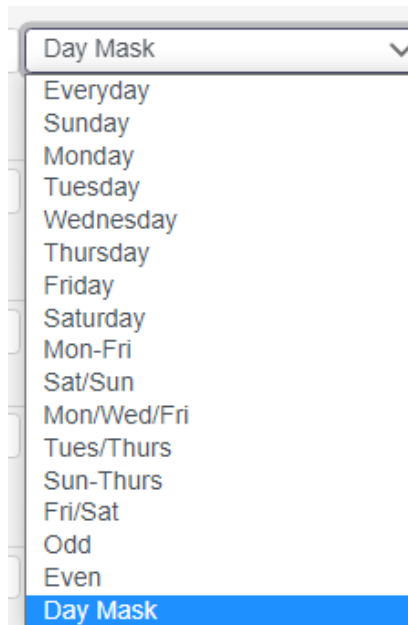 Day Mask
Everyday
Sunday
Monday
Tuesday
Wednesday
Thursday
Friday
Saturday
Mon-Fri
Sat/Sun
Mon/Wed/Fri
Tues/Thurs
Sun-Thurs
Fri/Sat
Odd
Even
Day Mask